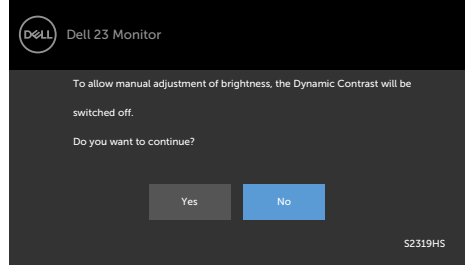 DELL
Dell 23 Monitor
To allow manual adjustment of brightness, the Dynamic Contrast will be
switched off.
Do you want to continue?
Yes
No
S2319HS